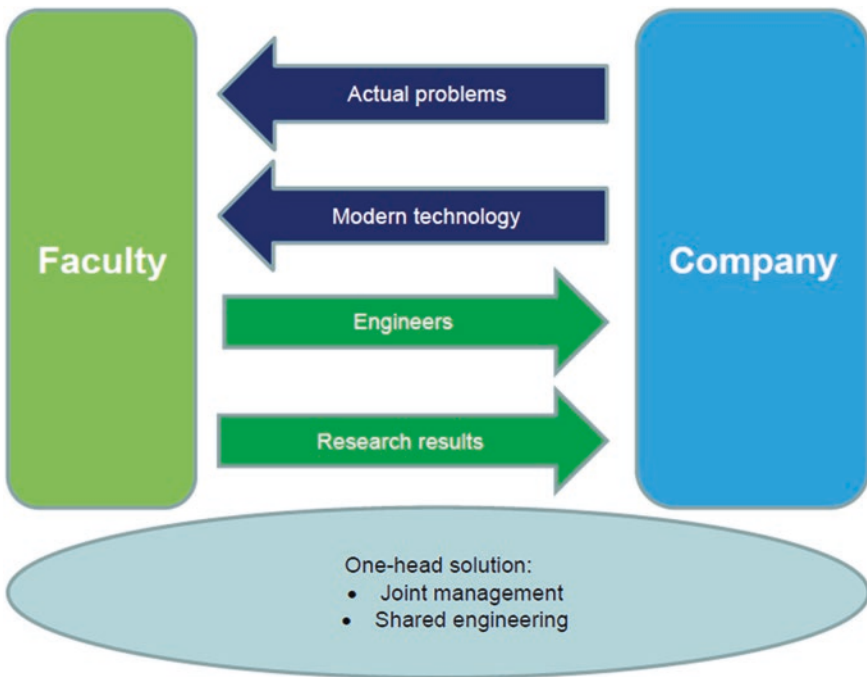 Actual problems
Modern technology
Faculty
Company
Engineers
Research results
One-head solution:
• Joint management
• Shared engineering